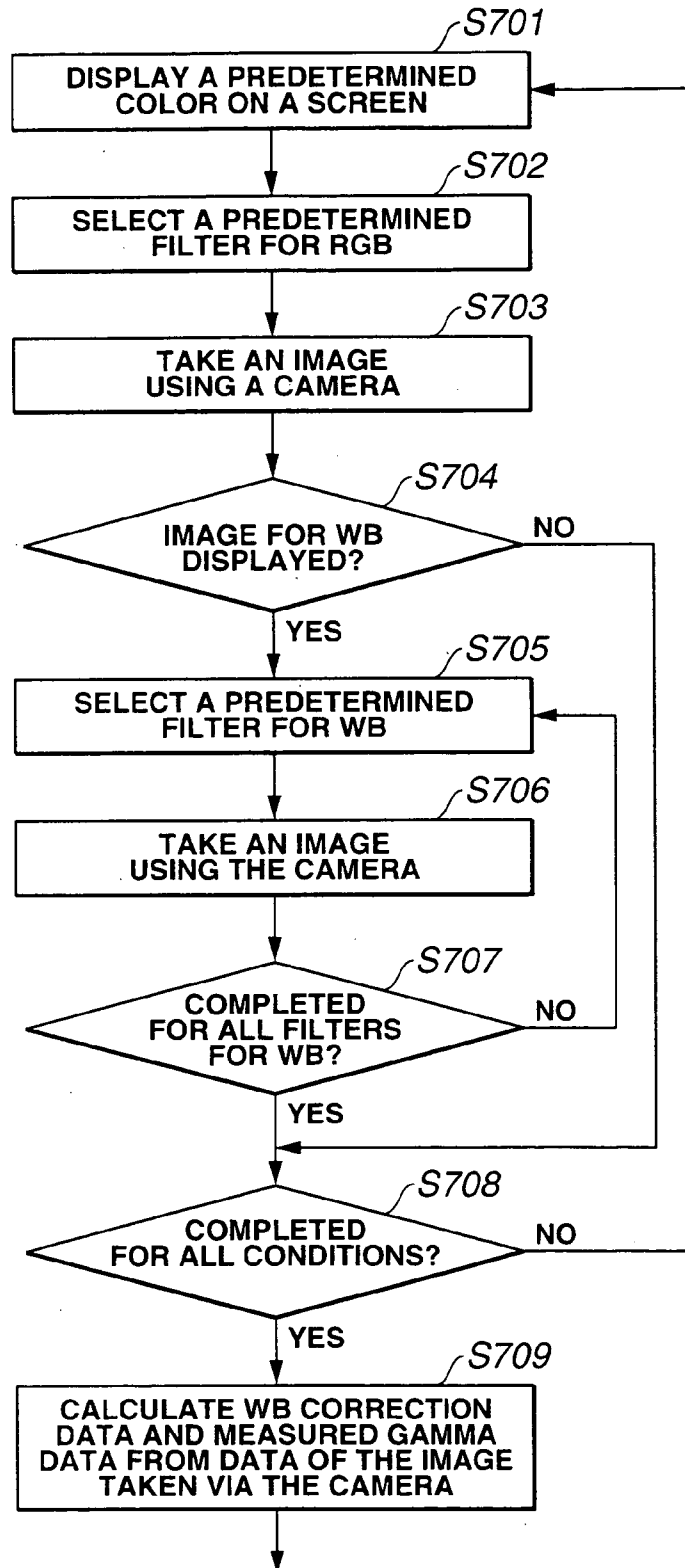 S701
DISPLAY A PREDETERMINED
COLOR ON A SCREEN
S702
SELECT A PREDETERMINED
FILTER FOR RGB
S703
TAKE AN IMAGE
USING A CAMERA
S704
IMAGE FOR WB
DISPLAYED?
NO
YES
S705
SELECT A PREDETERMINED
FILTER FOR WB
S706
TAKE AN IMAGE
USING THE CAMERA
S707
COMPLETED
FOR ALL FILTERS
FOR WB?
NO
YES
S708
COMPLETED
FOR ALL CONDITIONS?
NO
YES
S709
CALCULATE WB CORRECTION
DATA AND MEASURED GAMMA
DATA FROM DATA OF THE IMAGE
TAKEN VIA THE CAMERA